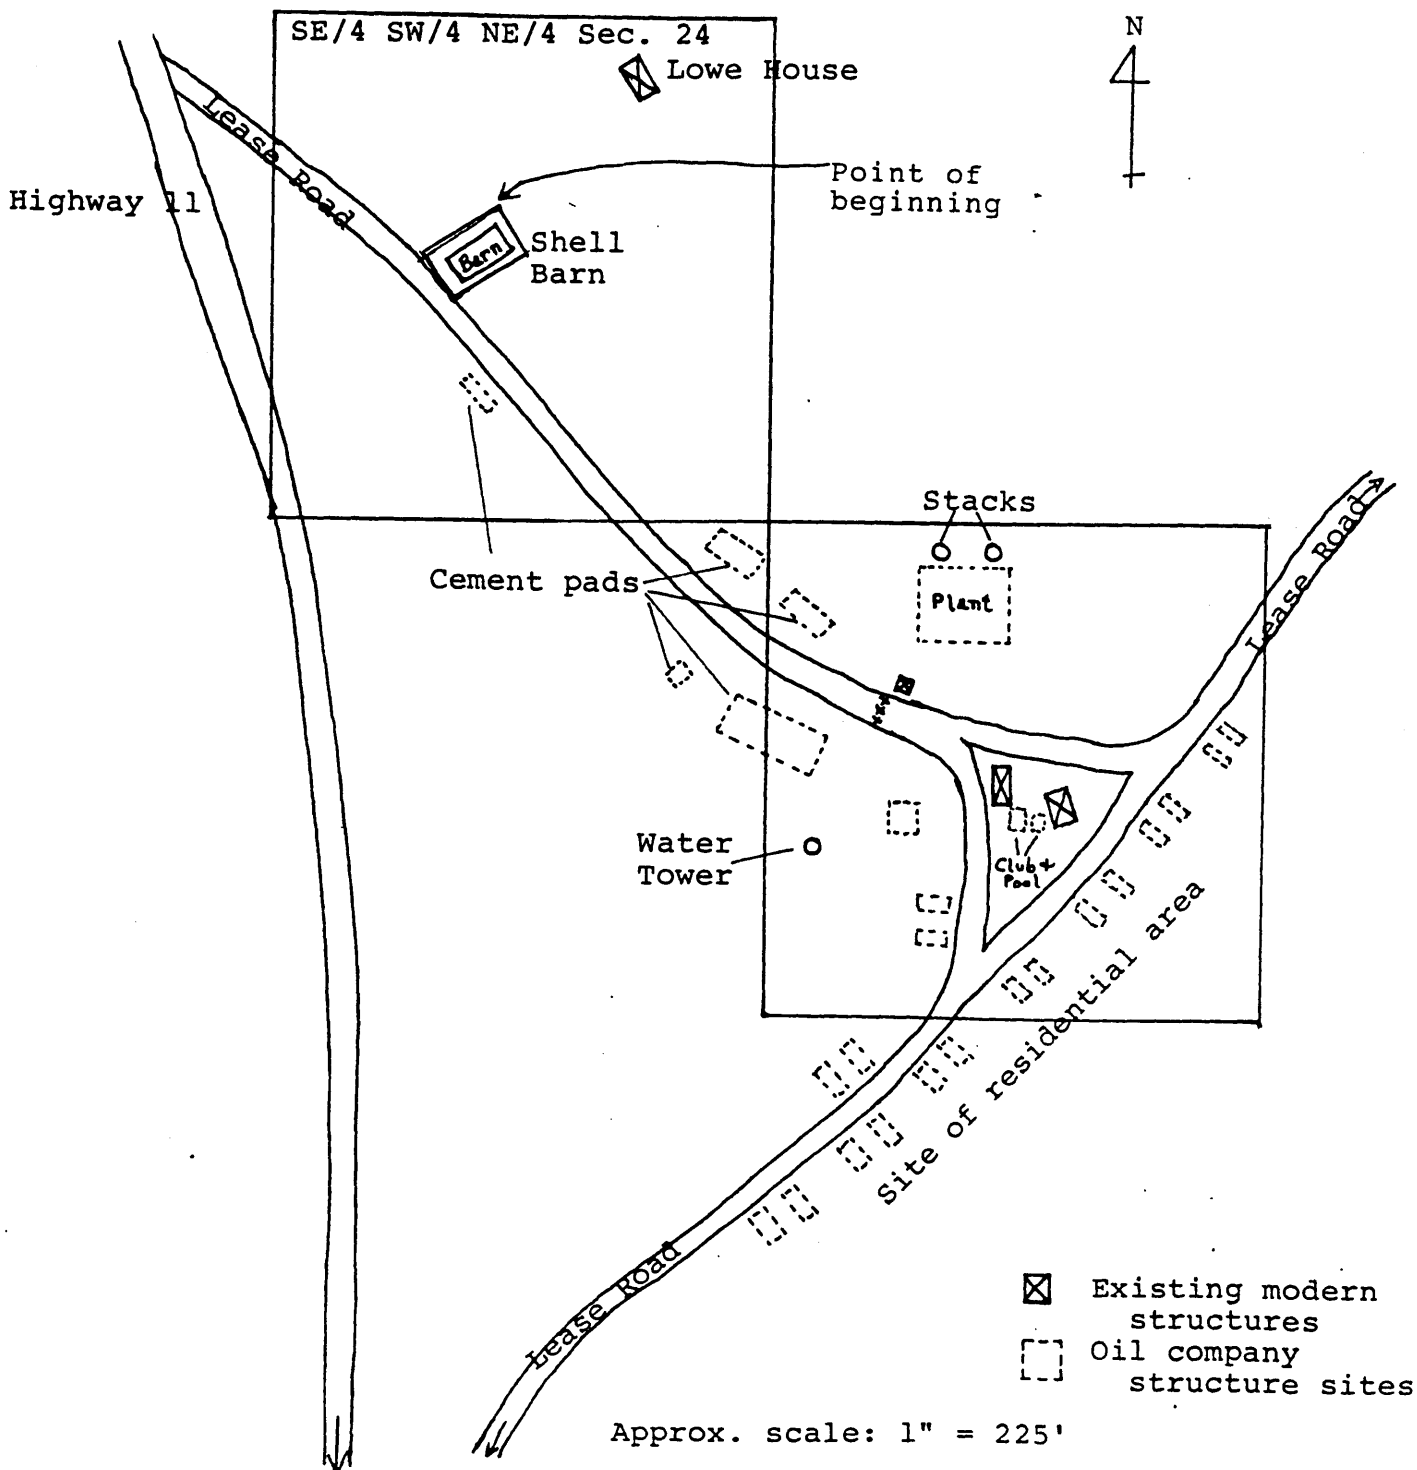 SE/4 SW/4 NE/4 Sec. 24
N
Lowe House
Lease Road
Point of
beginning
Highway 11
Barn
Shell
Barn
Stacks
Cement pads
Plant
Lease Road
Water
Tower
Club &
Pool
Site of residential area
Lease Road
Existing modern
structures
Oil company
structure sites
Approx. scale: 1" = 225'